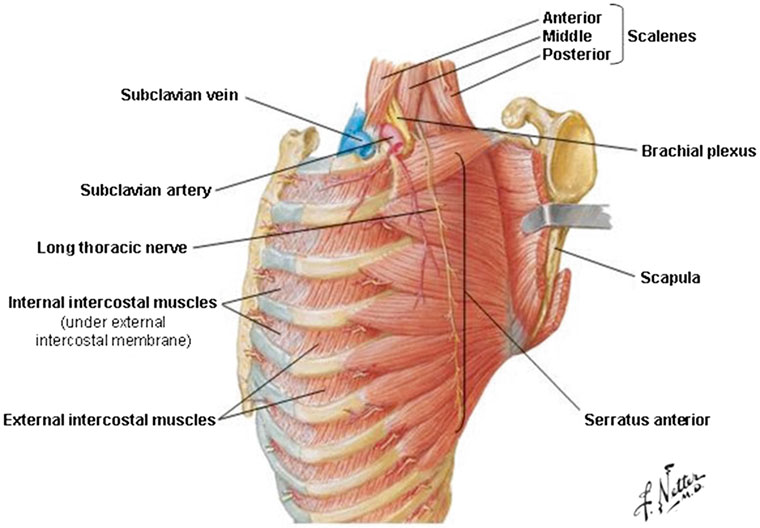 Anterior
Middle
Posterior
Scalenes
Subclavian vein
Brachial plexus
Subclavian artery
Long thoracic nerve
Scapula
Internal intercostal muscles
(under external
intercostal membrane)
External intercostal muscles
Serratus anterior
F. Netter
M.D.